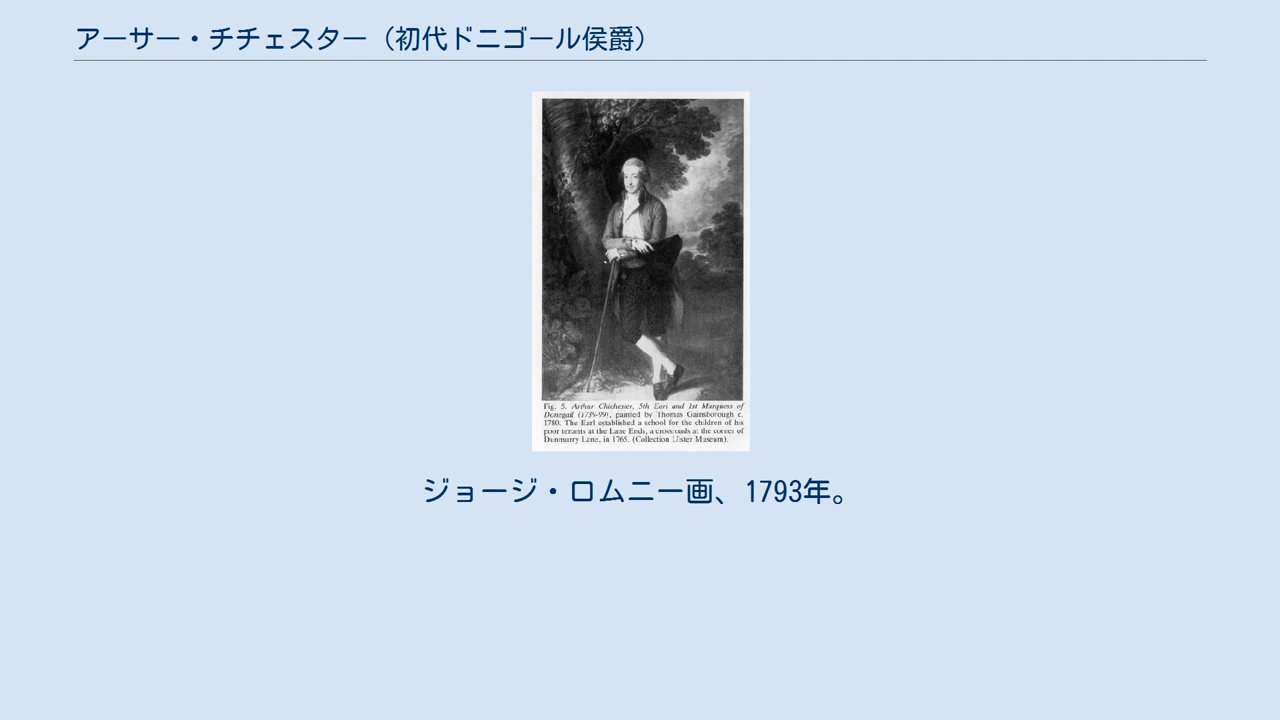 アーサー・チチェスター（初代ドニゴール侯爵）
Fig. 5. Arthur Chichester, 5th Earl and 1st Marquess of
Donegall (1739-99), painted by Thomas Gainsborough c.
1780. The Earl established a school for the children of his
poor tenants at the Lane Ends, a crossroads at the corner of
Dunmurry Lane, in 1765. (Collection Ulster Museum).
ジョージ・ロムニー画、1793年。